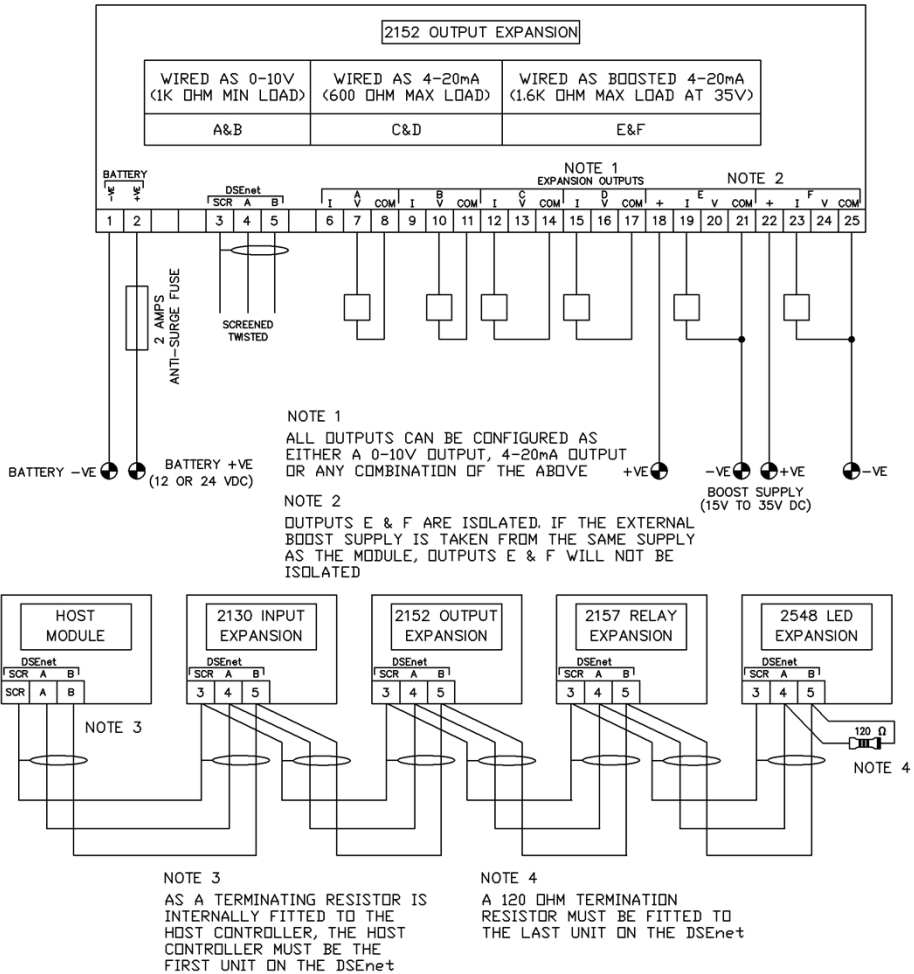 2152 OUTPUT EXPANSION
WIRED AS 0-10V
(1K OHM MIN LOAD)
WIRED AS 4-20mA
(600 OHM MAX LOAD)
WIRED AS BOOSTED 4-20mA
(1.6K OHM MAX LOAD AT 35V)
A&B
C&D
E&F
BATTERY
-VE
+VE
DSEnet
SCR A B
NOTE 1
EXPANSION OUTPUTS
NOTE 2
A B C D E F
I V COM I V COM I V COM I V COM + I V COM + I V COM
1 2 3 4 5 6 7 8 9 10 11 12 13 14 15 16 17 18 19 20 21 22 23 24 25
2 AMPS
ANTI-SURGE FUSE
SCREENED
TWISTED
NOTE 1
ALL OUTPUTS CAN BE CONFIGURED AS
EITHER A 0-10V OUTPUT, 4-20mA OUTPUT
OR ANY COMBINATION OF THE ABOVE
BATTERY -VE
BATTERY +VE
(12 OR 24 VDC)
+VE
-VE
+VE
-VE
BOOST SUPPLY
(15V TO 35V DC)
NOTE 2
OUTPUTS E & F ARE ISOLATED. IF THE EXTERNAL
BOOST SUPPLY IS TAKEN FROM THE SAME SUPPLY
AS THE MODULE, OUTPUTS E & F WILL NOT BE
ISOLATED
HOST
MODULE
DSEnet
SCR A B
SCR A B
2130 INPUT
EXPANSION
DSEnet
SCR A B
3 4 5
2152 OUTPUT
EXPANSION
DSEnet
SCR A B
3 4 5
2157 RELAY
EXPANSION
DSEnet
SCR A B
3 4 5
2548 LED
EXPANSION
DSEnet
SCR A B
3 4 5
NOTE 3
120 Ω
NOTE 4
NOTE 3
AS A TERMINATING RESISTOR IS
INTERNALLY FITTED TO THE
HOST CONTROLLER, THE HOST
CONTROLLER MUST BE THE
FIRST UNIT ON THE DSEnet
NOTE 4
A 120 OHM TERMINATION
RESISTOR MUST BE FITTED TO
THE LAST UNIT ON THE DSEnet